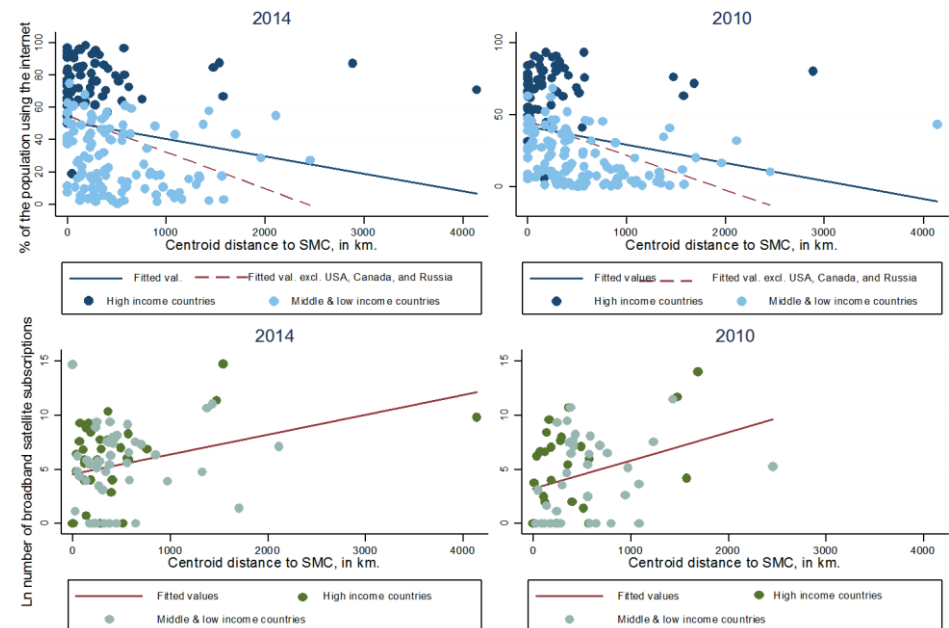 2014
2010
% of the population using the internet
100
80
60
40
20
0
0 1000 2000 3000 4000
Centroid distance to SMC, in km.
100
50
0
0 1000 2000 3000 4000
Centroid distance to SMC, in km.
Fitted val. Fitted val. excl. USA, Canada, and Russia
High income countries Middle & low income countries
Fitted values Fitted val. excl. USA, Canada, and Russia
High income countries Middle & low income countries
2014
2010
Ln number of broadband satellite subscriptions
15
10
5
0
0 1000 2000 3000 4000
Centroid distance to SMC, in km.
15
10
5
0
0 1000 2000 3000 4000
Centroid distance to SMC, in km.
Fitted values High income countries
Middle & low income countries
Fitted values High income countries
Middle & low income countries